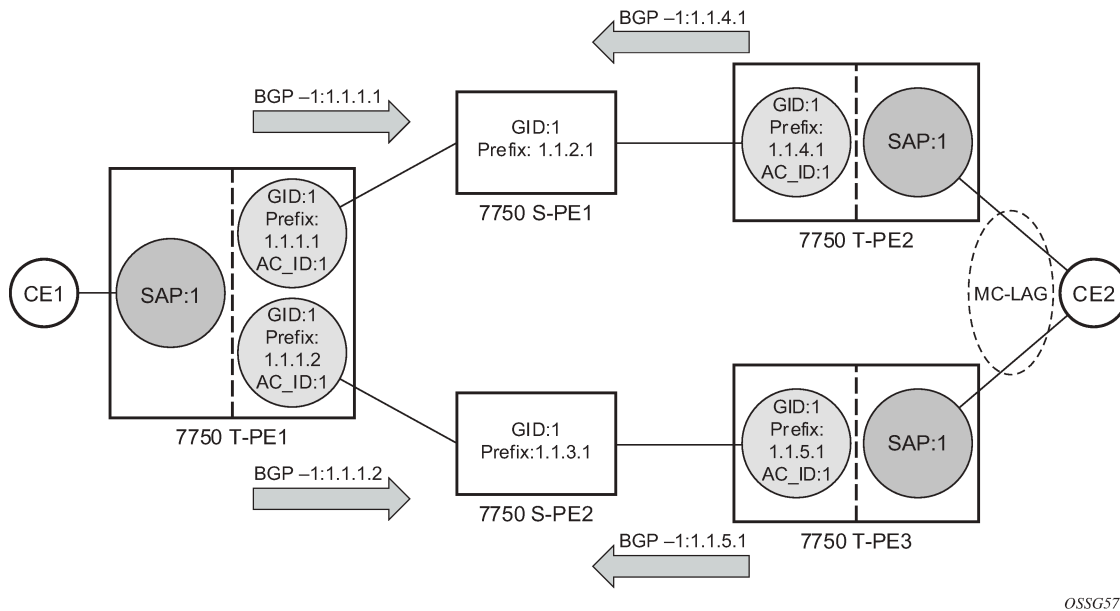 BGP –1:1.1.4.1
BGP –1:1.1.1.1
GID:1
Prefix: 1.1.2.1
7750 S-PE1
GID:1
Prefix:
1.1.4.1
AC_ID:1
SAP:1
7750 T-PE2
CE1
SAP:1
GID:1
Prefix:
1.1.1.1
AC_ID:1
GID:1
Prefix:
1.1.1.2
AC_ID:1
7750 T-PE1
MC-LAG
CE2
BGP –1:1.1.1.2
GID:1
Prefix:1.1.3.1
7750 S-PE2
GID:1
Prefix:
1.1.5.1
AC_ID:1
SAP:1
7750 T-PE3
BGP –1:1.1.5.1
OSSG57